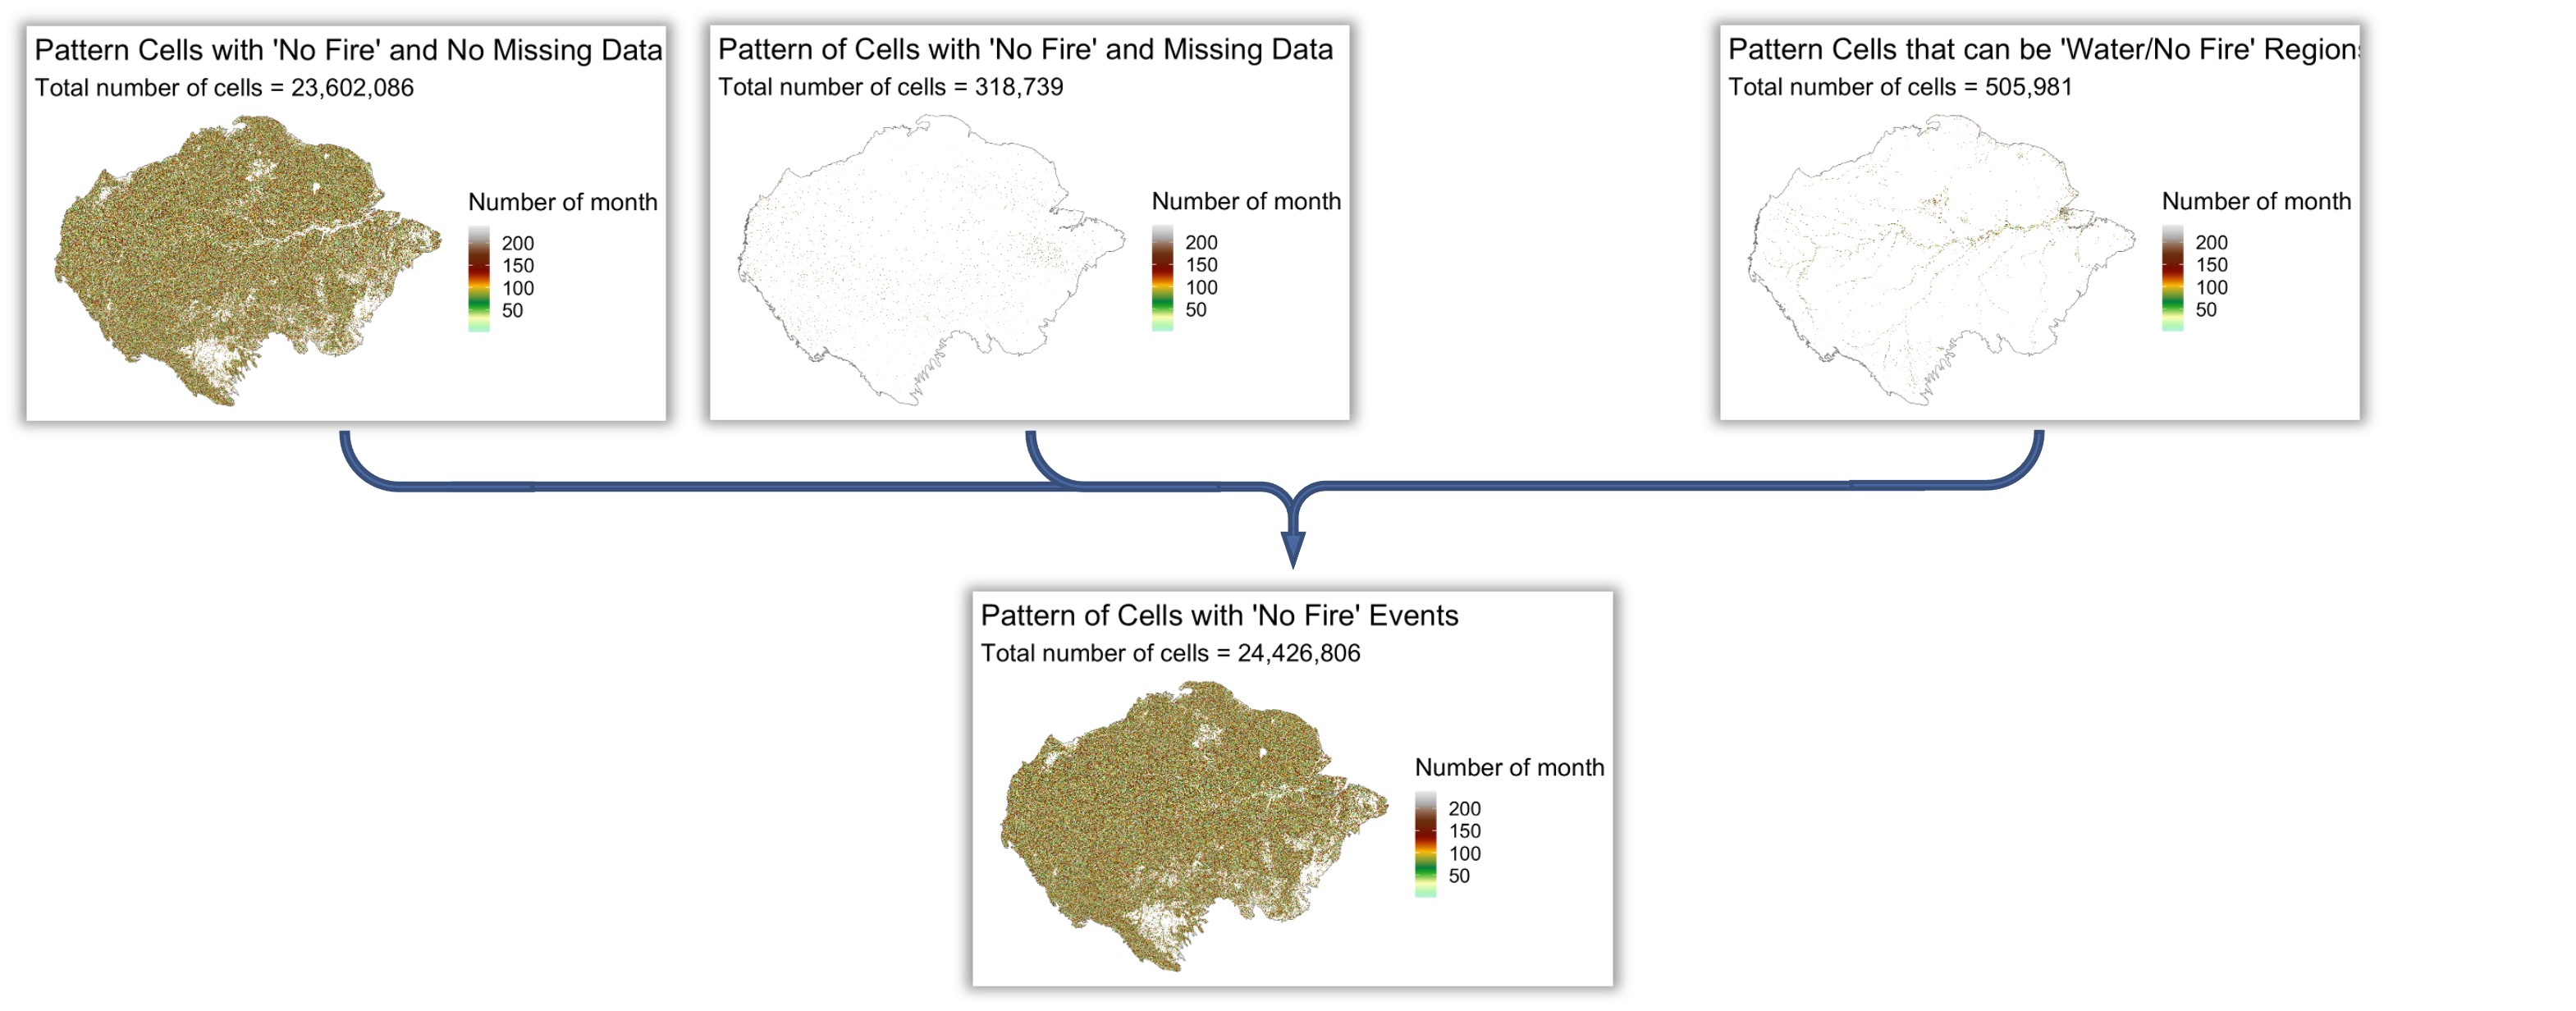 Pattern Cells with 'No Fire' and No Missing Data
Total number of cells = 23,602,086
Number of month
200
150
100
50
Pattern of Cells with 'No Fire' and Missing Data
Total number of cells = 318,739
Number of month
200
150
100
50
Pattern Cells that can be 'Water/No Fire' Regions
Total number of cells = 505,981
Number of month
200
150
100
50
Pattern of Cells with 'No Fire' Events
Total number of cells = 24,426,806
Number of month
200
150
100
50